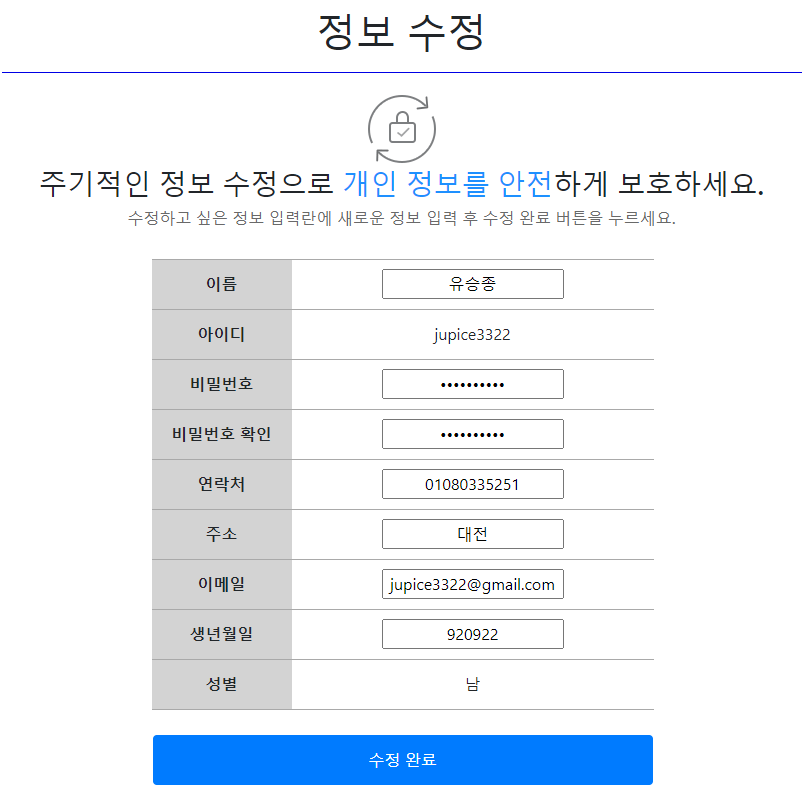 정보 수정
주기적인 정보 수정으로 개인 정보를 안전하게 보호하세요.
수정하고 싶은 정보 입력란에 새로운 정보 입력 후 수정 완료 버튼을 누르세요.
이름 유승종
아이디 jupice3322
비밀번호 ••••••••••
비밀번호 확인 ••••••••••
연락처 01080335251
주소 대전
이메일 jupice3322@gmail.com
생년월일 920922
성별 남
수정 완료